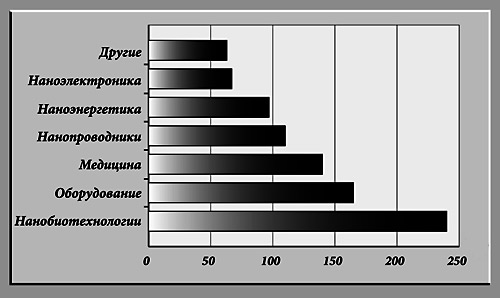 Другие
Наноэлектроника
Наноэнергетика
Нанопроводники
Медицина
Оборудование
Нанобиотехнологии
0 50 100 150 200 250